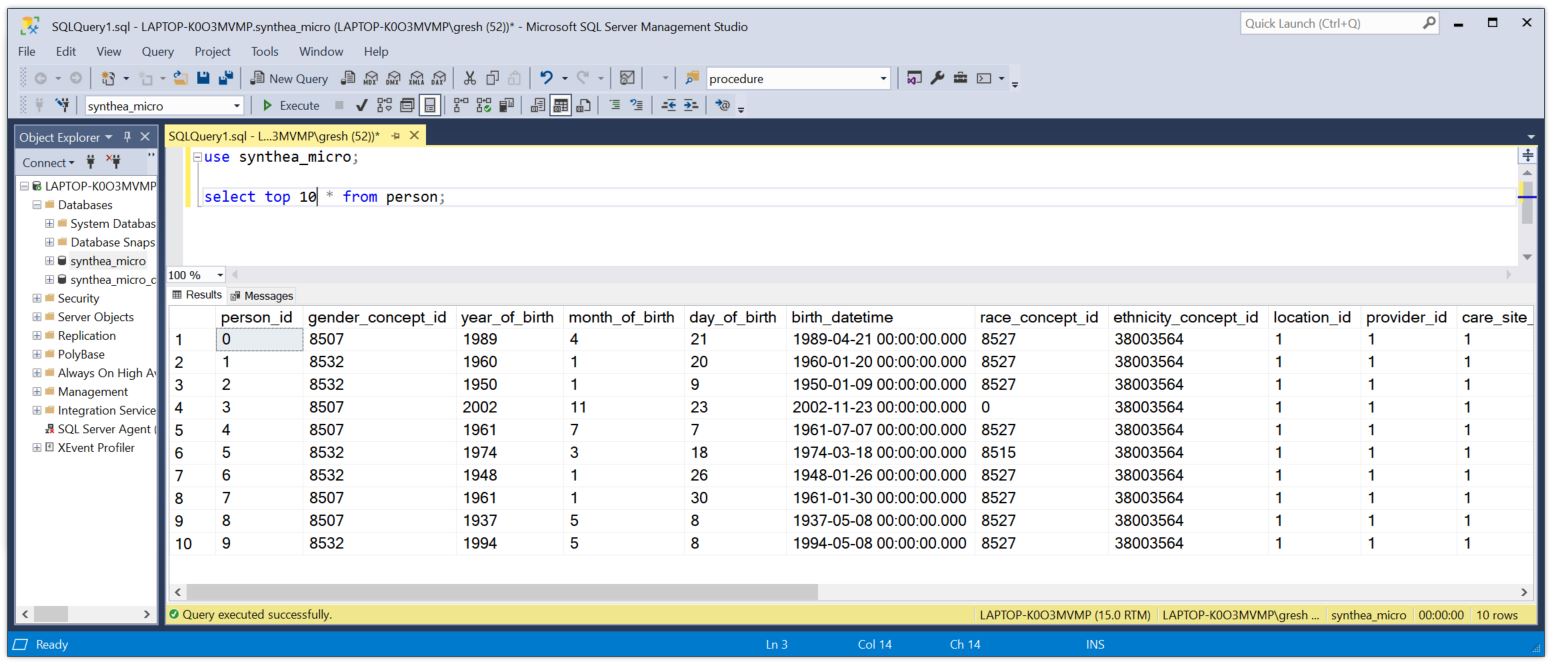 SQLQuery1.sql - LAPTOP-K0O3MVMP.synthea_micro (LAPTOP-K0O3MVMP\gresh (52))* - Microsoft SQL Server Management Studio
Quick Launch (Ctrl+Q)
File Edit View Query Project Tools Window Help
New Query MDX DMX XMLA DAX procedure
synthea_micro Execute
Object Explorer
SQLQuery1.sql - L...3MVMP\gresh (52))*
Connect
LAPTOP-K0O3MVMP
Databases
System Databas
Database Snaps
synthea_micro
synthea_micro_c
Security
Server Objects
Replication
PolyBase
Always On High Av
Management
Integration Service
SQL Server Agent (
XEvent Profiler
use synthea_micro;
select top 10 * from person;
100 %
Results Messages
person_id gender_concept_id year_of_birth month_of_birth day_of_birth birth_datetime race_concept_id ethnicity_concept_id location_id provider_id care_site_
1 0 8507 1989 4 21 1989-04-21 00:00:00.000 8527 38003564 1 1 1
2 1 8532 1960 1 20 1960-01-20 00:00:00.000 8527 38003564 1 1 1
3 2 8532 1950 1 9 1950-01-09 00:00:00.000 8527 38003564 1 1 1
4 3 8507 2002 11 23 2002-11-23 00:00:00.000 0 38003564 1 1 1
5 4 8507 1961 7 7 1961-07-07 00:00:00.000 8527 38003564 1 1 1
6 5 8532 1974 3 18 1974-03-18 00:00:00.000 8515 38003564 1 1 1
7 6 8532 1948 1 26 1948-01-26 00:00:00.000 8527 38003564 1 1 1
8 7 8507 1961 1 30 1961-01-30 00:00:00.000 8527 38003564 1 1 1
9 8 8507 1937 5 8 1937-05-08 00:00:00.000 8527 38003564 1 1 1
10 9 8532 1994 5 8 1994-05-08 00:00:00.000 8527 38003564 1 1 1
Query executed successfully. LAPTOP-K0O3MVMP (15.0 RTM) LAPTOP-K0O3MVMP\gresh ... synthea_micro 00:00:00 10 rows
Ready Ln 3 Col 14 Ch 14 INS